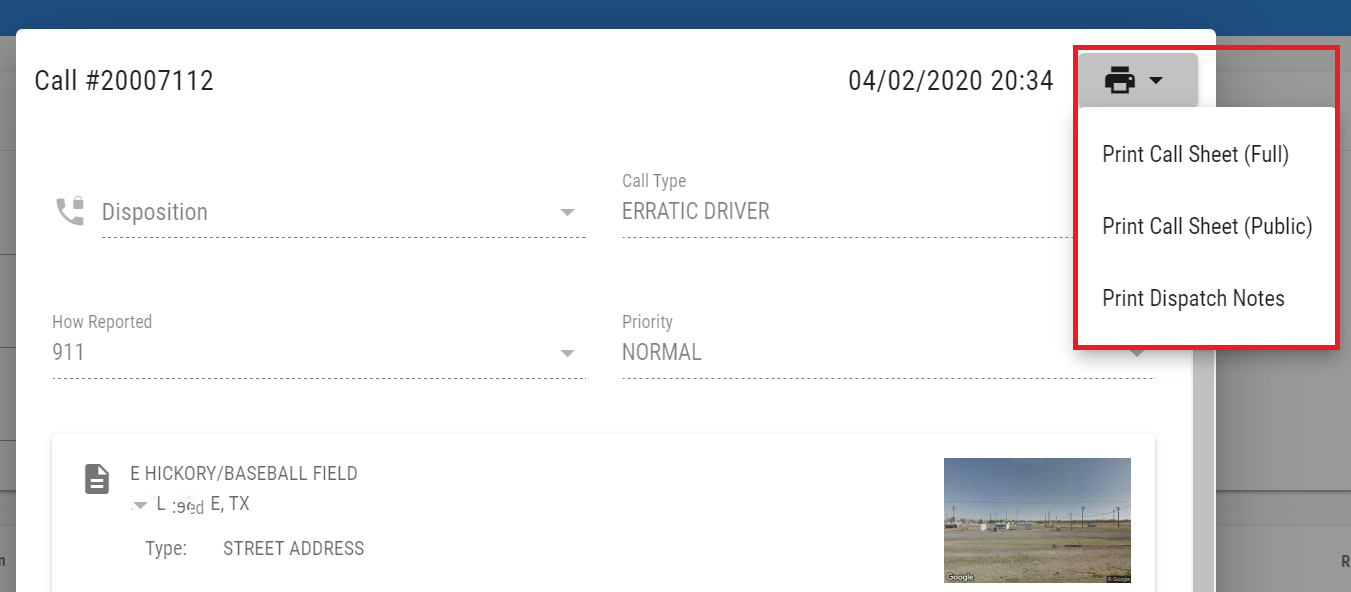 Call #20007112
04/02/2020 20:34
Print Call Sheet (Full)
Print Call Sheet (Public)
Print Dispatch Notes
Disposition
Call Type
ERRATIC DRIVER
How Reported
911
Priority
NORMAL
E HICKORY/BASEBALL FIELD
E, TX
Type: STREET ADDRESS
Google
© Google
n
R